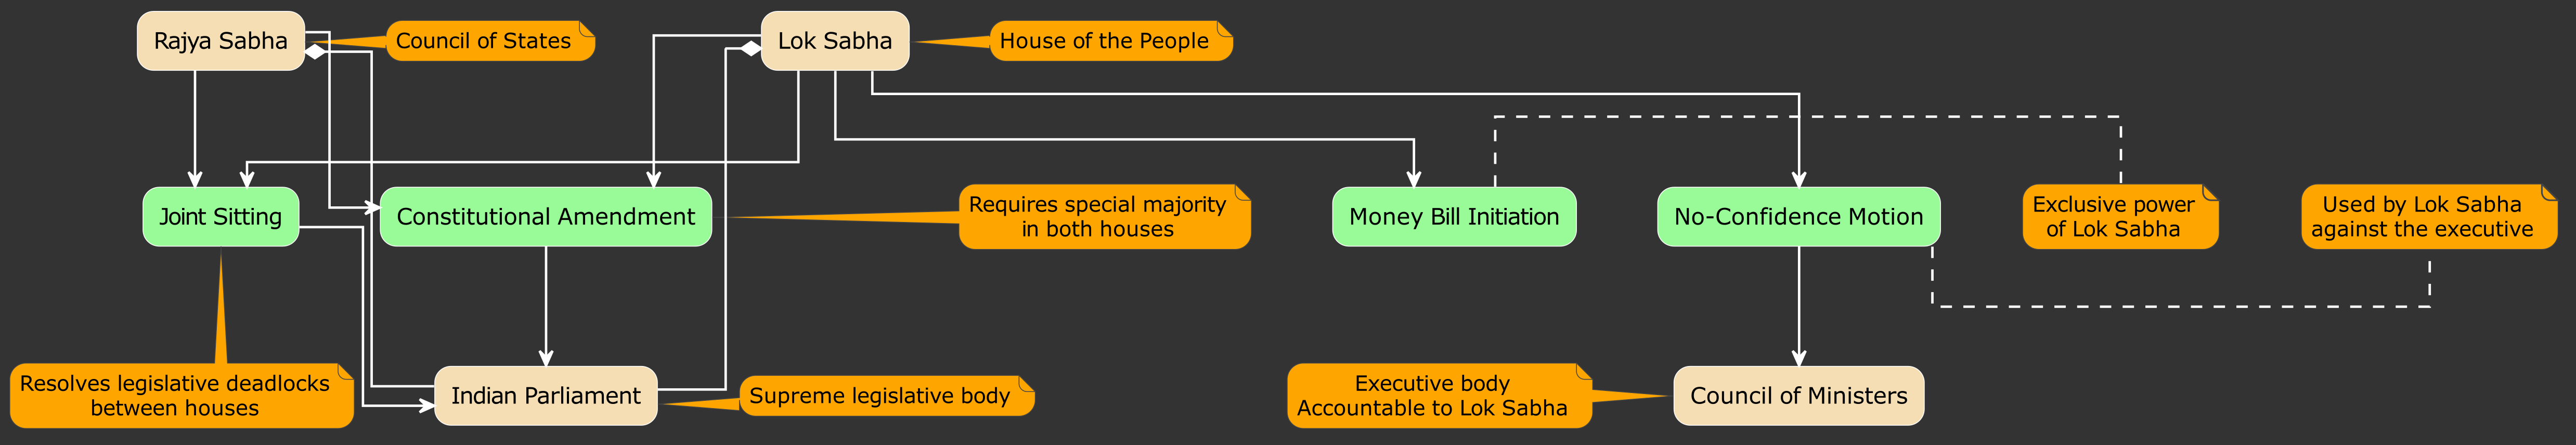 Rajya Sabha
Council of States
Lok Sabha
House of the People
Joint Sitting
Constitutional Amendment
Requires special majority
in both houses
Money Bill Initiation
No-Confidence Motion
Exclusive power
of Lok Sabha
Used by Lok Sabha
against the executive
Resolves legislative deadlocks
between houses
Indian Parliament
Supreme legislative body
Executive body
Accountable to Lok Sabha
Council of Ministers